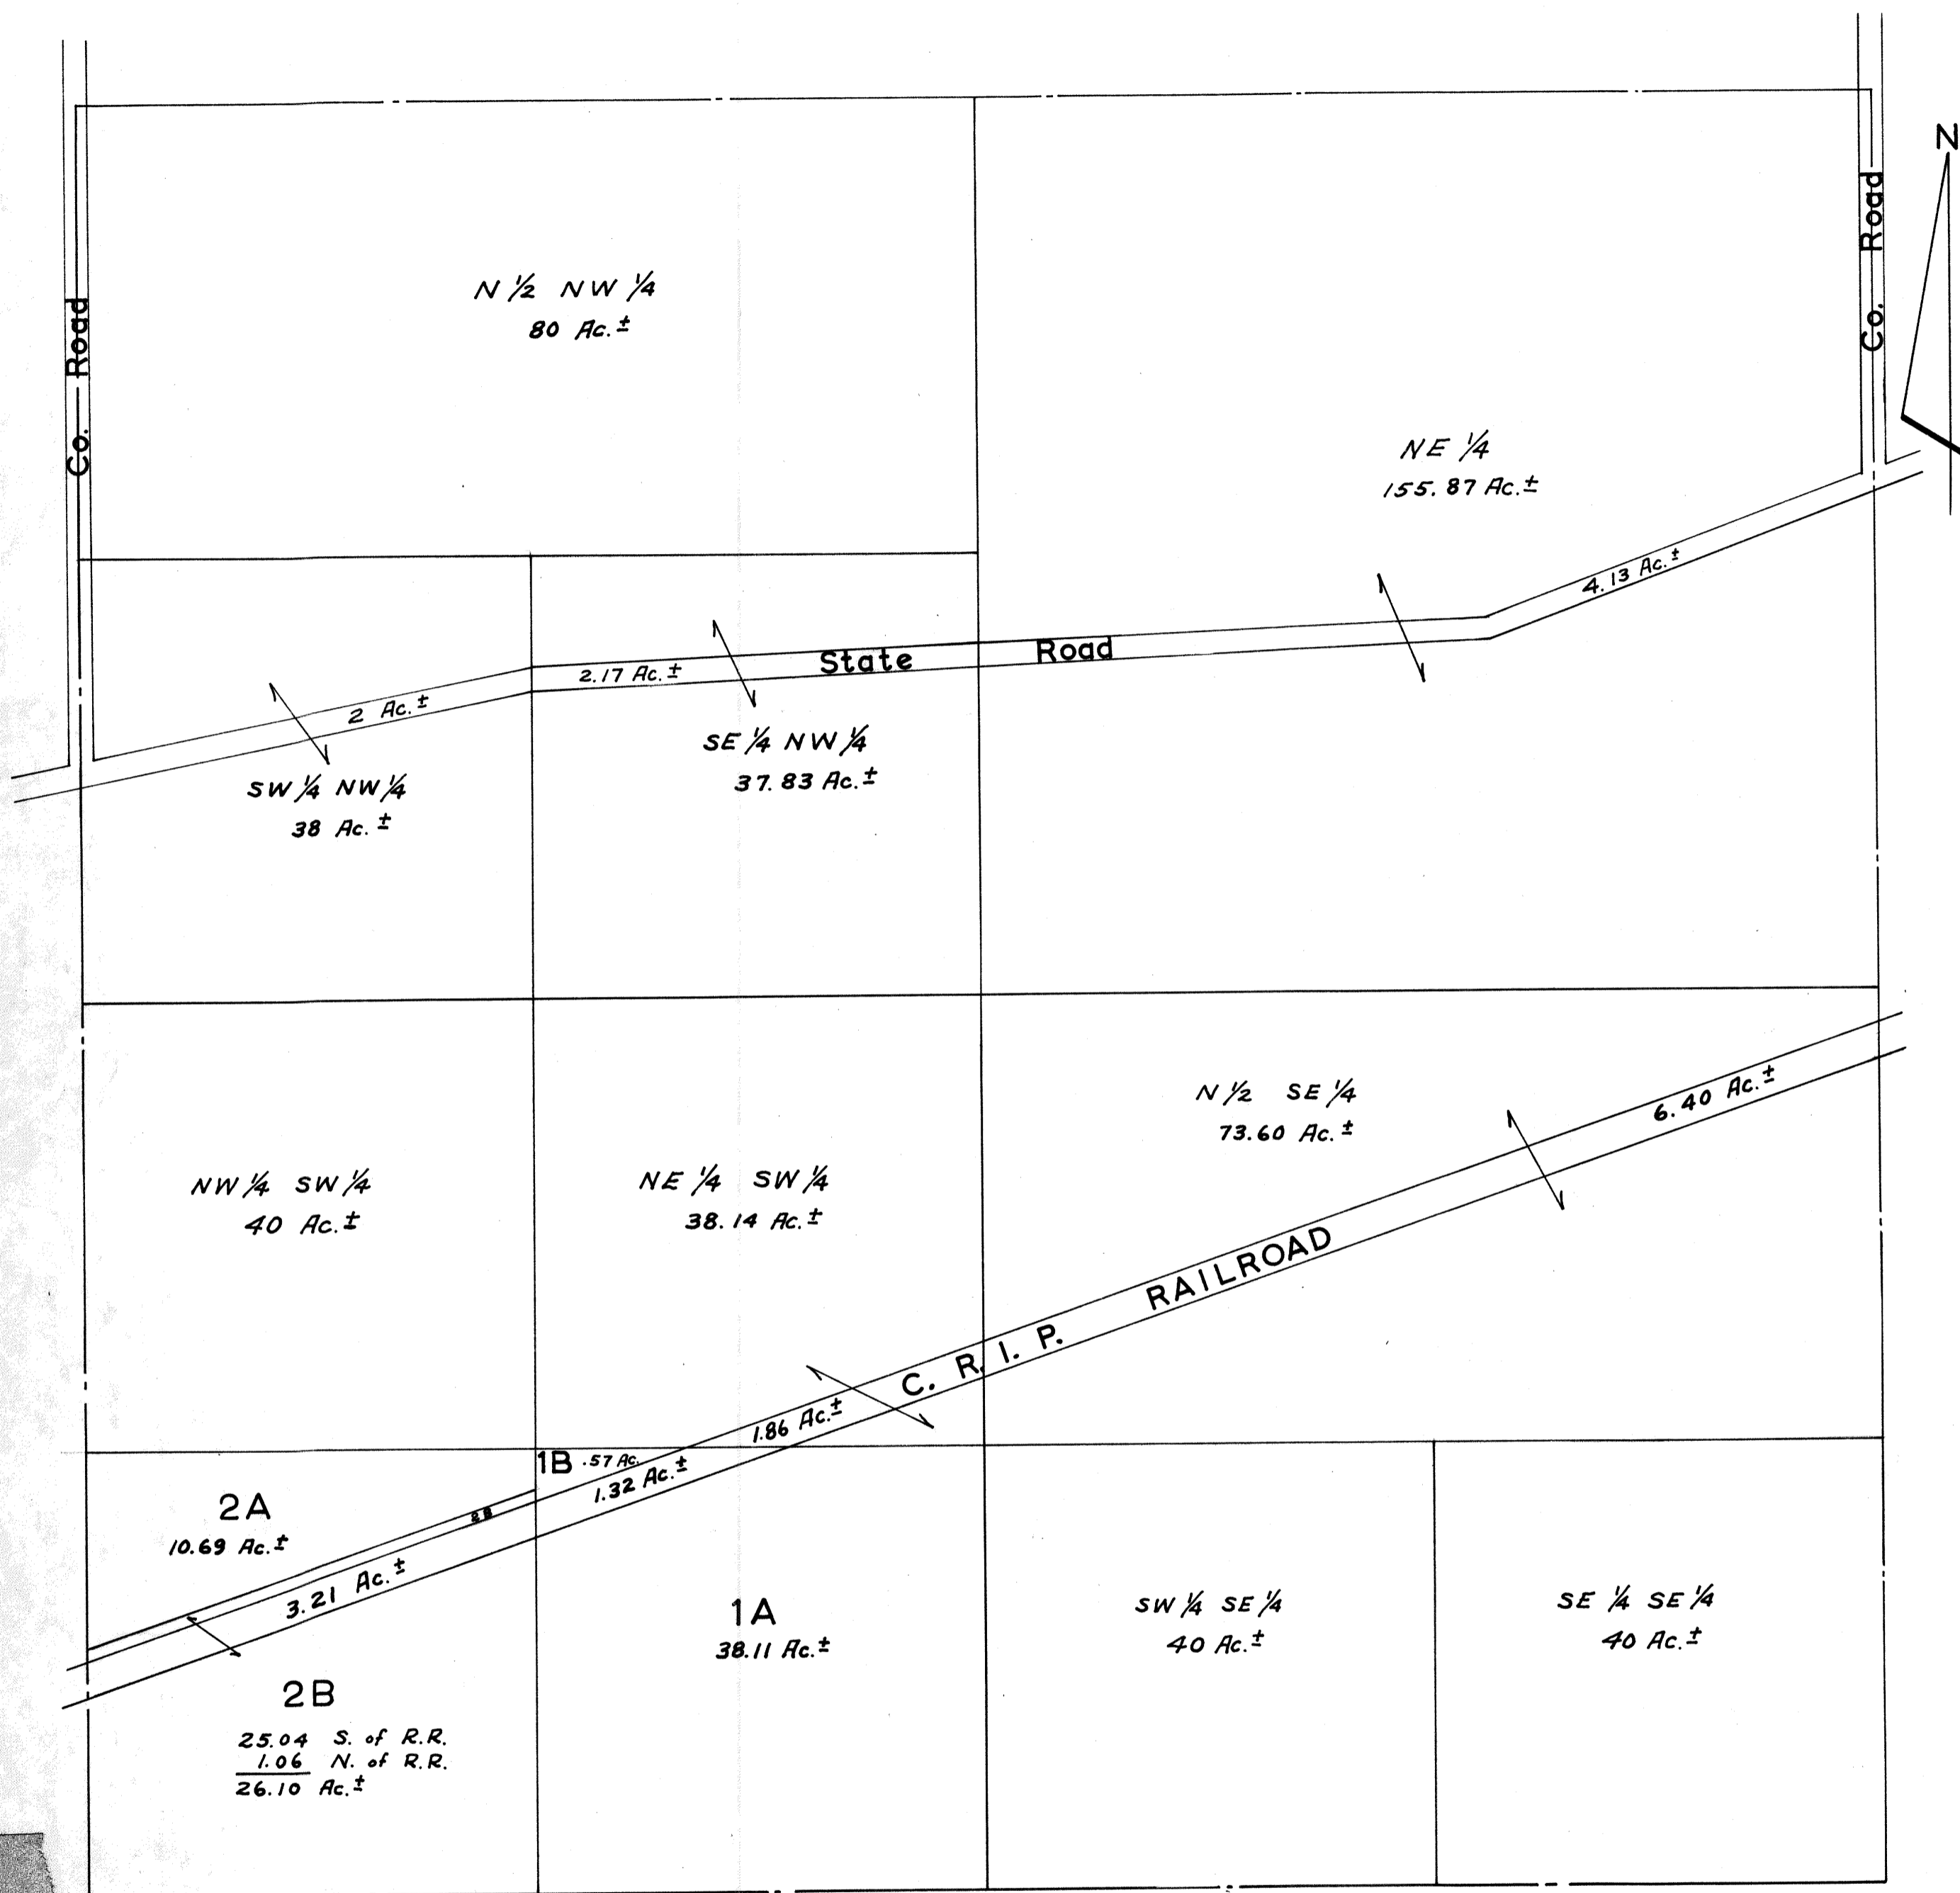 N
Co. Road
Co. Road
N 1/2 NW 1/4
80 Ac.±
NE 1/4
155.87 Ac.±
4.13 Ac.±
State Road
2.17 Ac.±
2 Ac.±
SE 1/4 NW 1/4
37.83 Ac.±
SW 1/4 NW 1/4
38 Ac.±
N 1/2 SE 1/4
73.60 Ac.±
6.40 Ac.±
NW 1/4 SW 1/4
40 Ac.±
NE 1/4 SW 1/4
38.14 Ac.±
C. R. I. P. RAILROAD
1.86 Ac.±
1B .57 Ac.
1.32 Ac.±
2A
10.69 Ac.±
2B
3.21 Ac.±
1A
38.11 Ac.±
SW 1/4 SE 1/4
40 Ac.±
SE 1/4 SE 1/4
40 Ac.±
2B
25.04 S. of R.R.
1.06 N. of R.R.
26.10 Ac.±